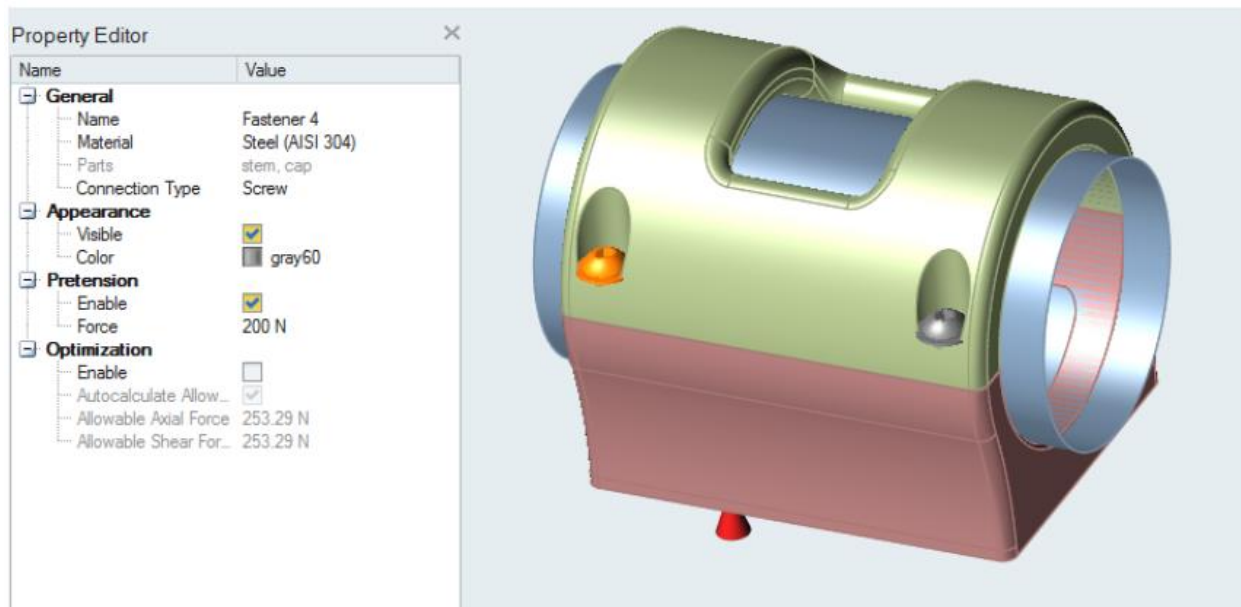 Property Editor
Name Value
General
Name Fastener 4
Material Steel (AISI 304)
Parts stem, cap
Connection Type Screw
Appearance
Visible
Color gray60
Pretension
Enable
Force 200 N
Optimization
Enable
Autocalculate Allow...
Allowable Axial Force 253.29 N
Allowable Shear For... 253.29 N